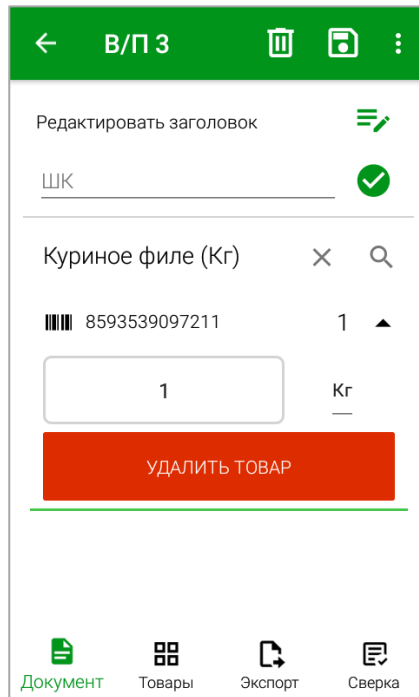 В/П 3
Редактировать заголовок
ШК
Куриное филе (Кг)
8593539097211 1
1 Кг
УДАЛИТЬ ТОВАР
Документ Товары Экспорт Сверка